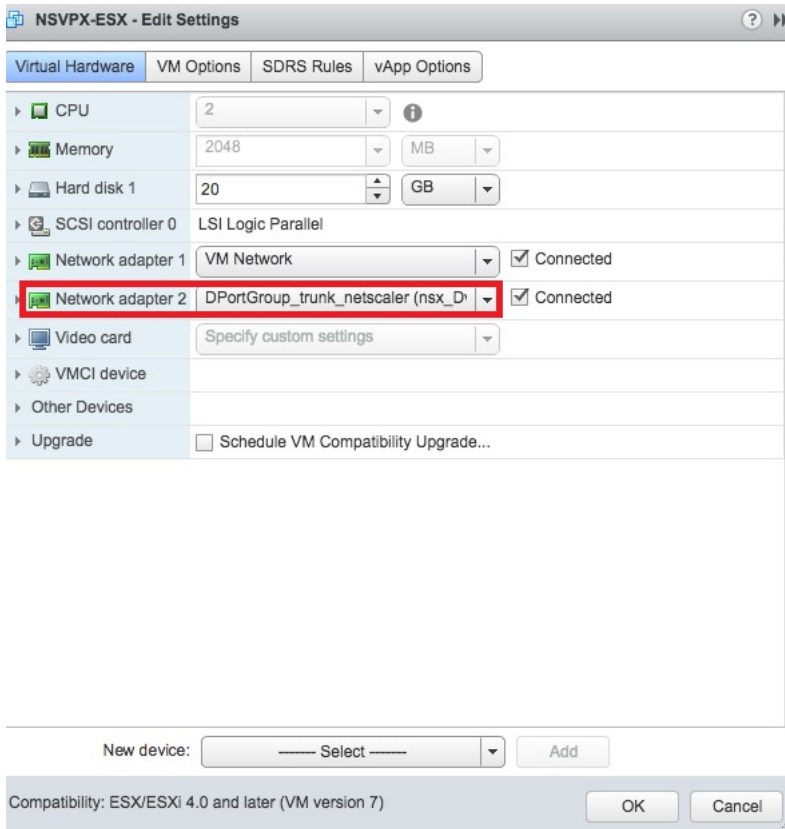 NSVPX-ESX - Edit Settings
Virtual Hardware VM Options SDRS Rules vApp Options
CPU 2
Memory 2048 MB
Hard disk 1 20 GB
SCSI controller 0 LSI Logic Parallel
Network adapter 1 VM Network Connected
Network adapter 2 DPortGroup_trunk_netscaler (nsx_D Connected
Video card Specify custom settings
VMCI device
Other Devices
Upgrade Schedule VM Compatibility Upgrade...
New device: ------- Select ------- Add
Compatibility: ESX/ESXi 4.0 and later (VM version 7) OK Cancel